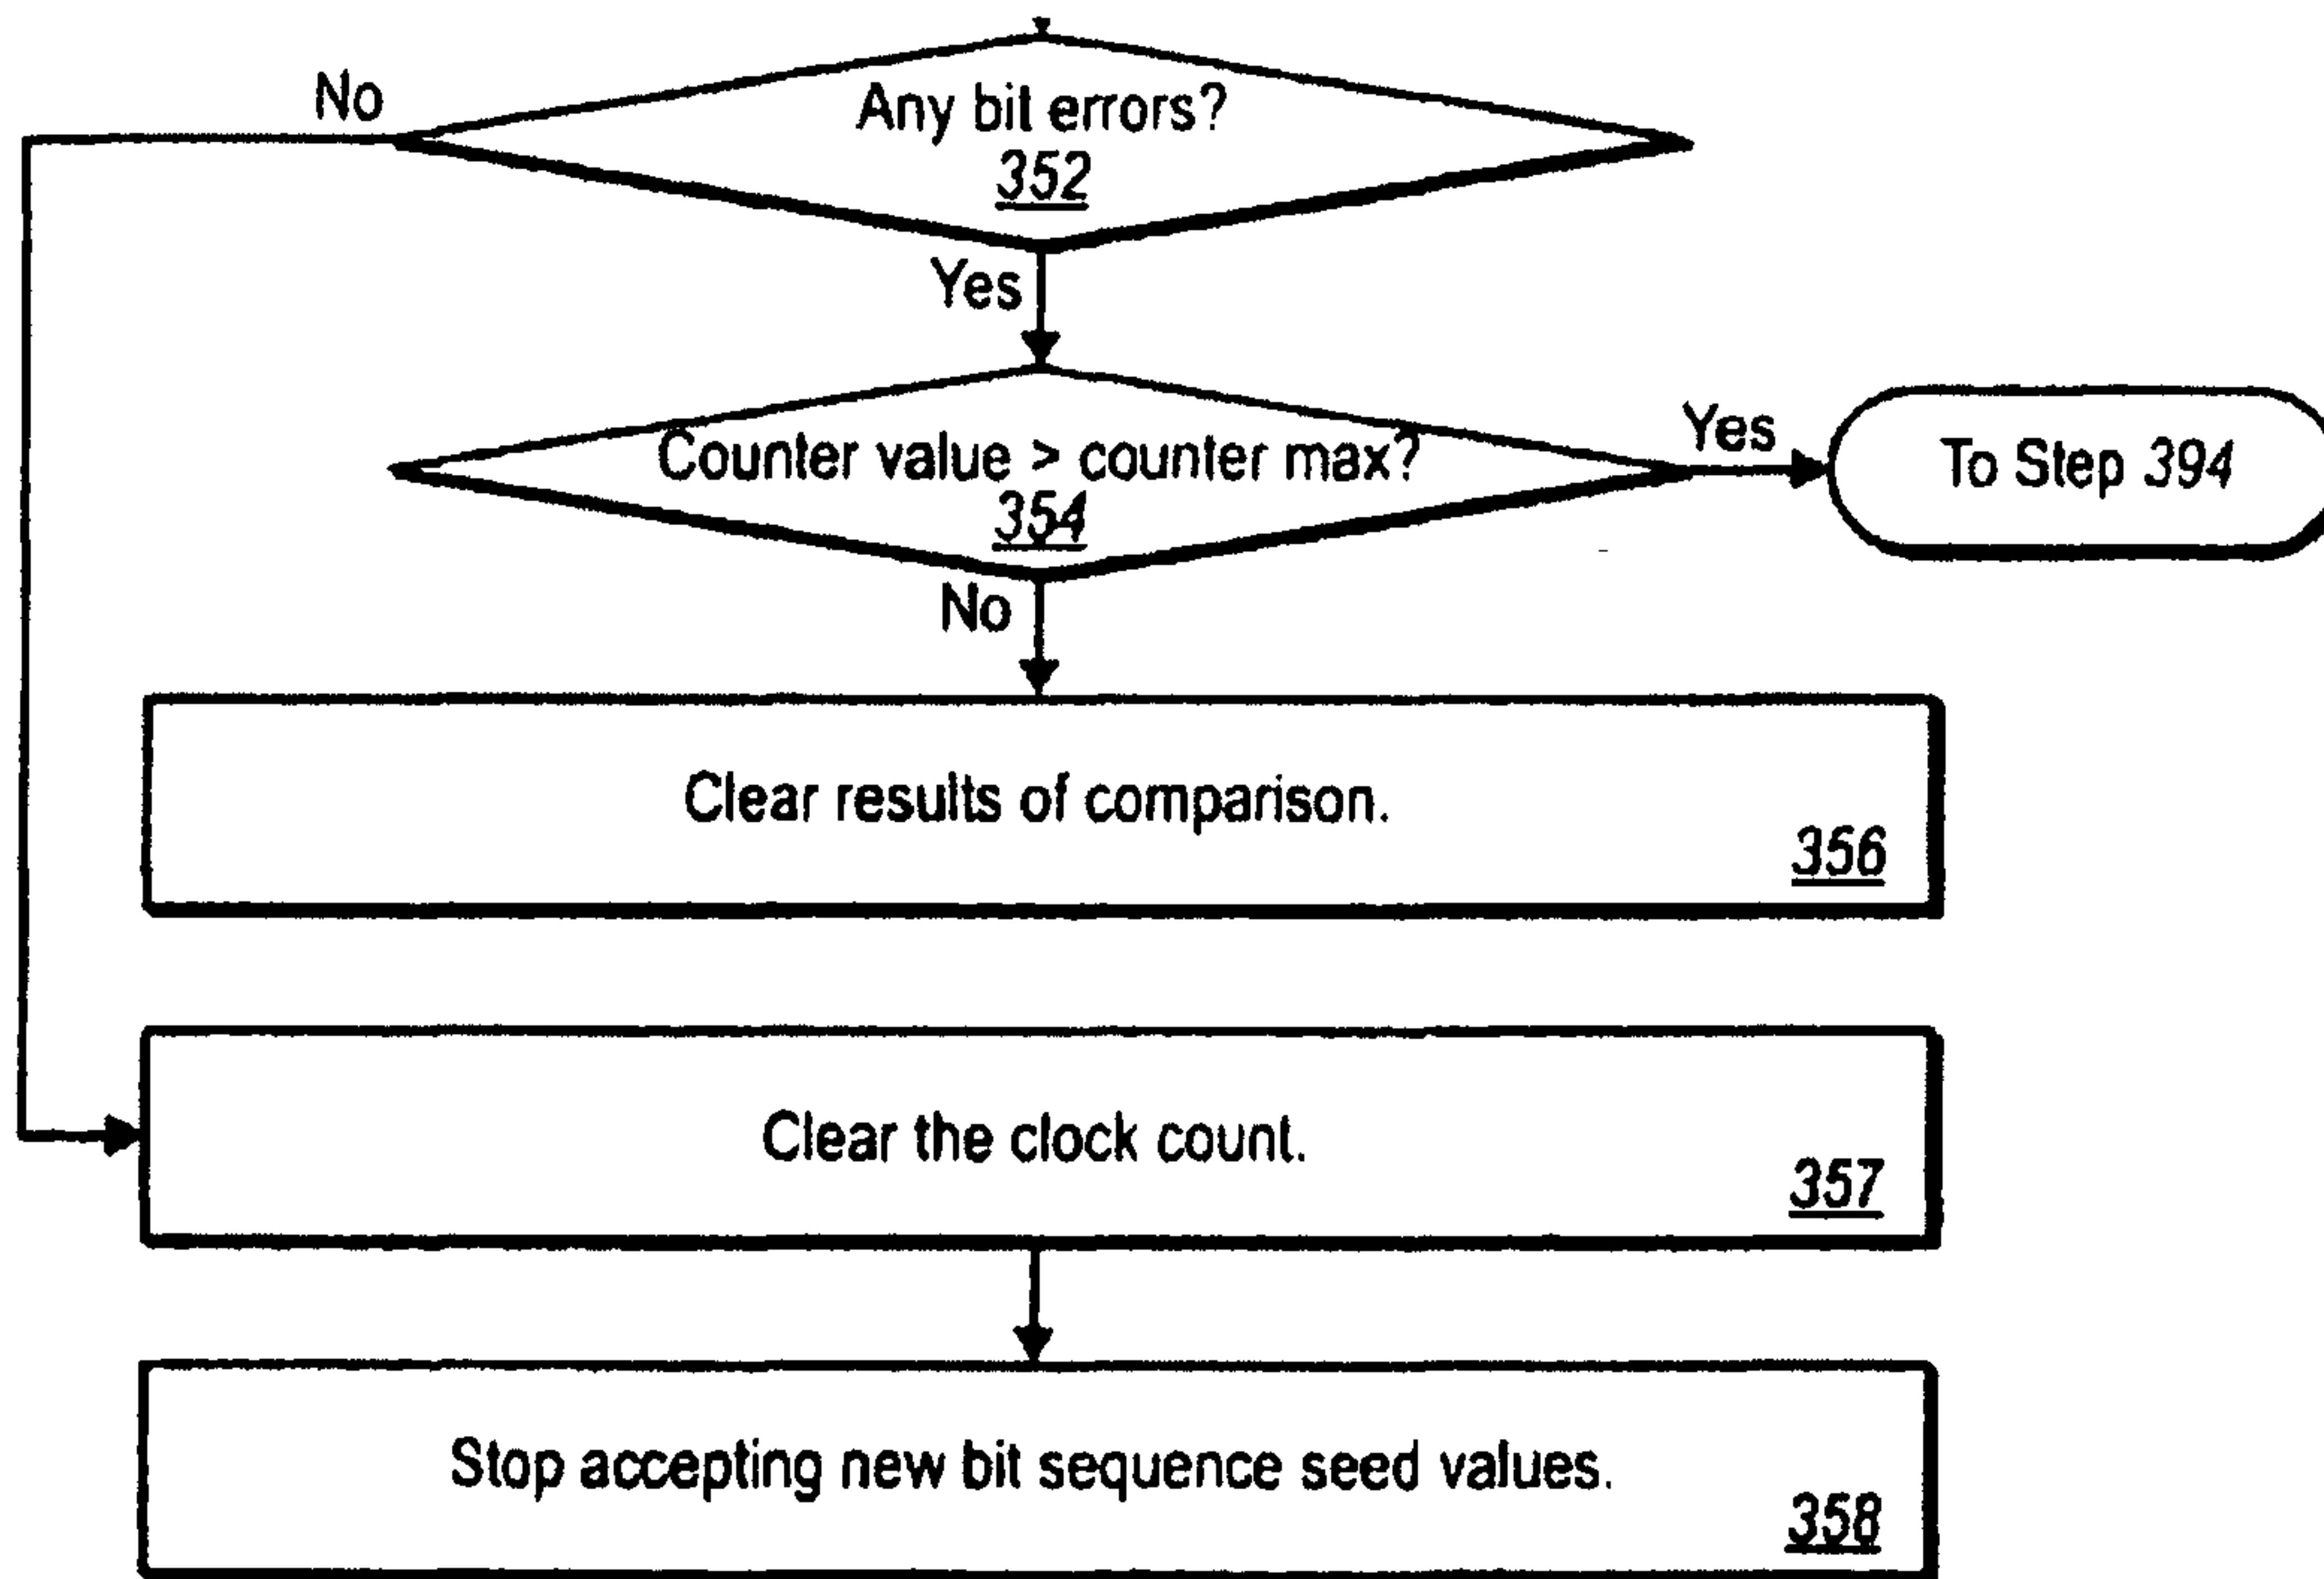 No
Any bit errors?
352
Yes
Counter value > counter max?
354
Yes
To Step 394
No
Clear results of comparison.
356
Clear the clock count.
357
Stop accepting new bit sequence seed values.
358